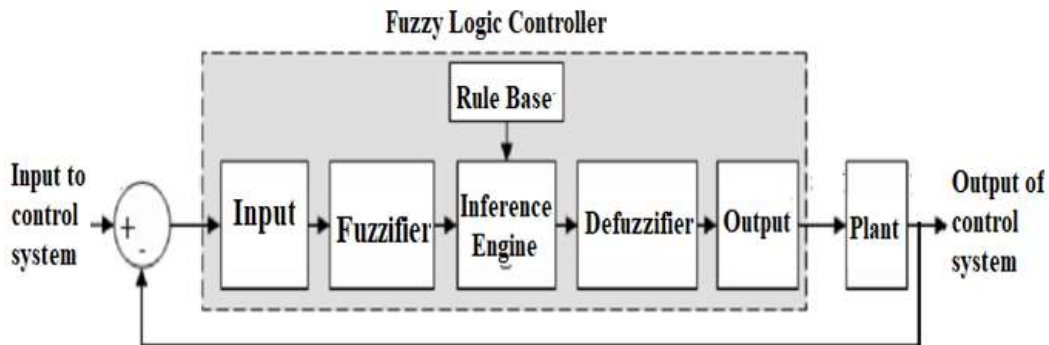 Fuzzy Logic Controller
Rule Base
Input to
control
system
+
-
Input
Fuzzifier
Inference
Engine
Defuzzifier
Output
Plant
Output of
control
system